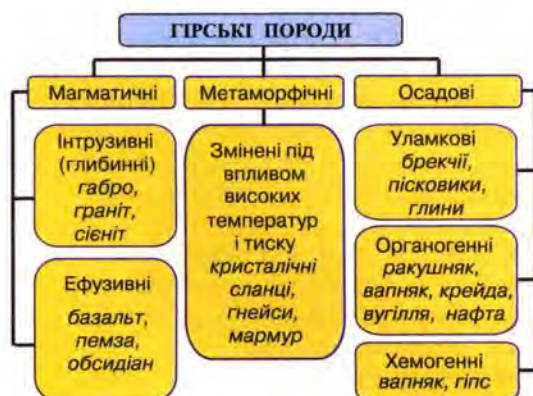 ГІРСЬКІ ПОРОДИ
Магматичні
Інтрузивні
(глибинні)
габро,
граніт,
сієніт
Ефузивні
базальт,
пемза,
обсидіан
Метаморфічні
Змінені під
впливом
високих
температур
і тиску
кристалічні
сланці,
гнейси,
мармур
Осадові
Уламкові
брекчії,
пісковики,
глини
Органогенні
ракушняк,
вапняк, крейда,
вугілля, нафта
Хемогенні
вапняк, гіпс